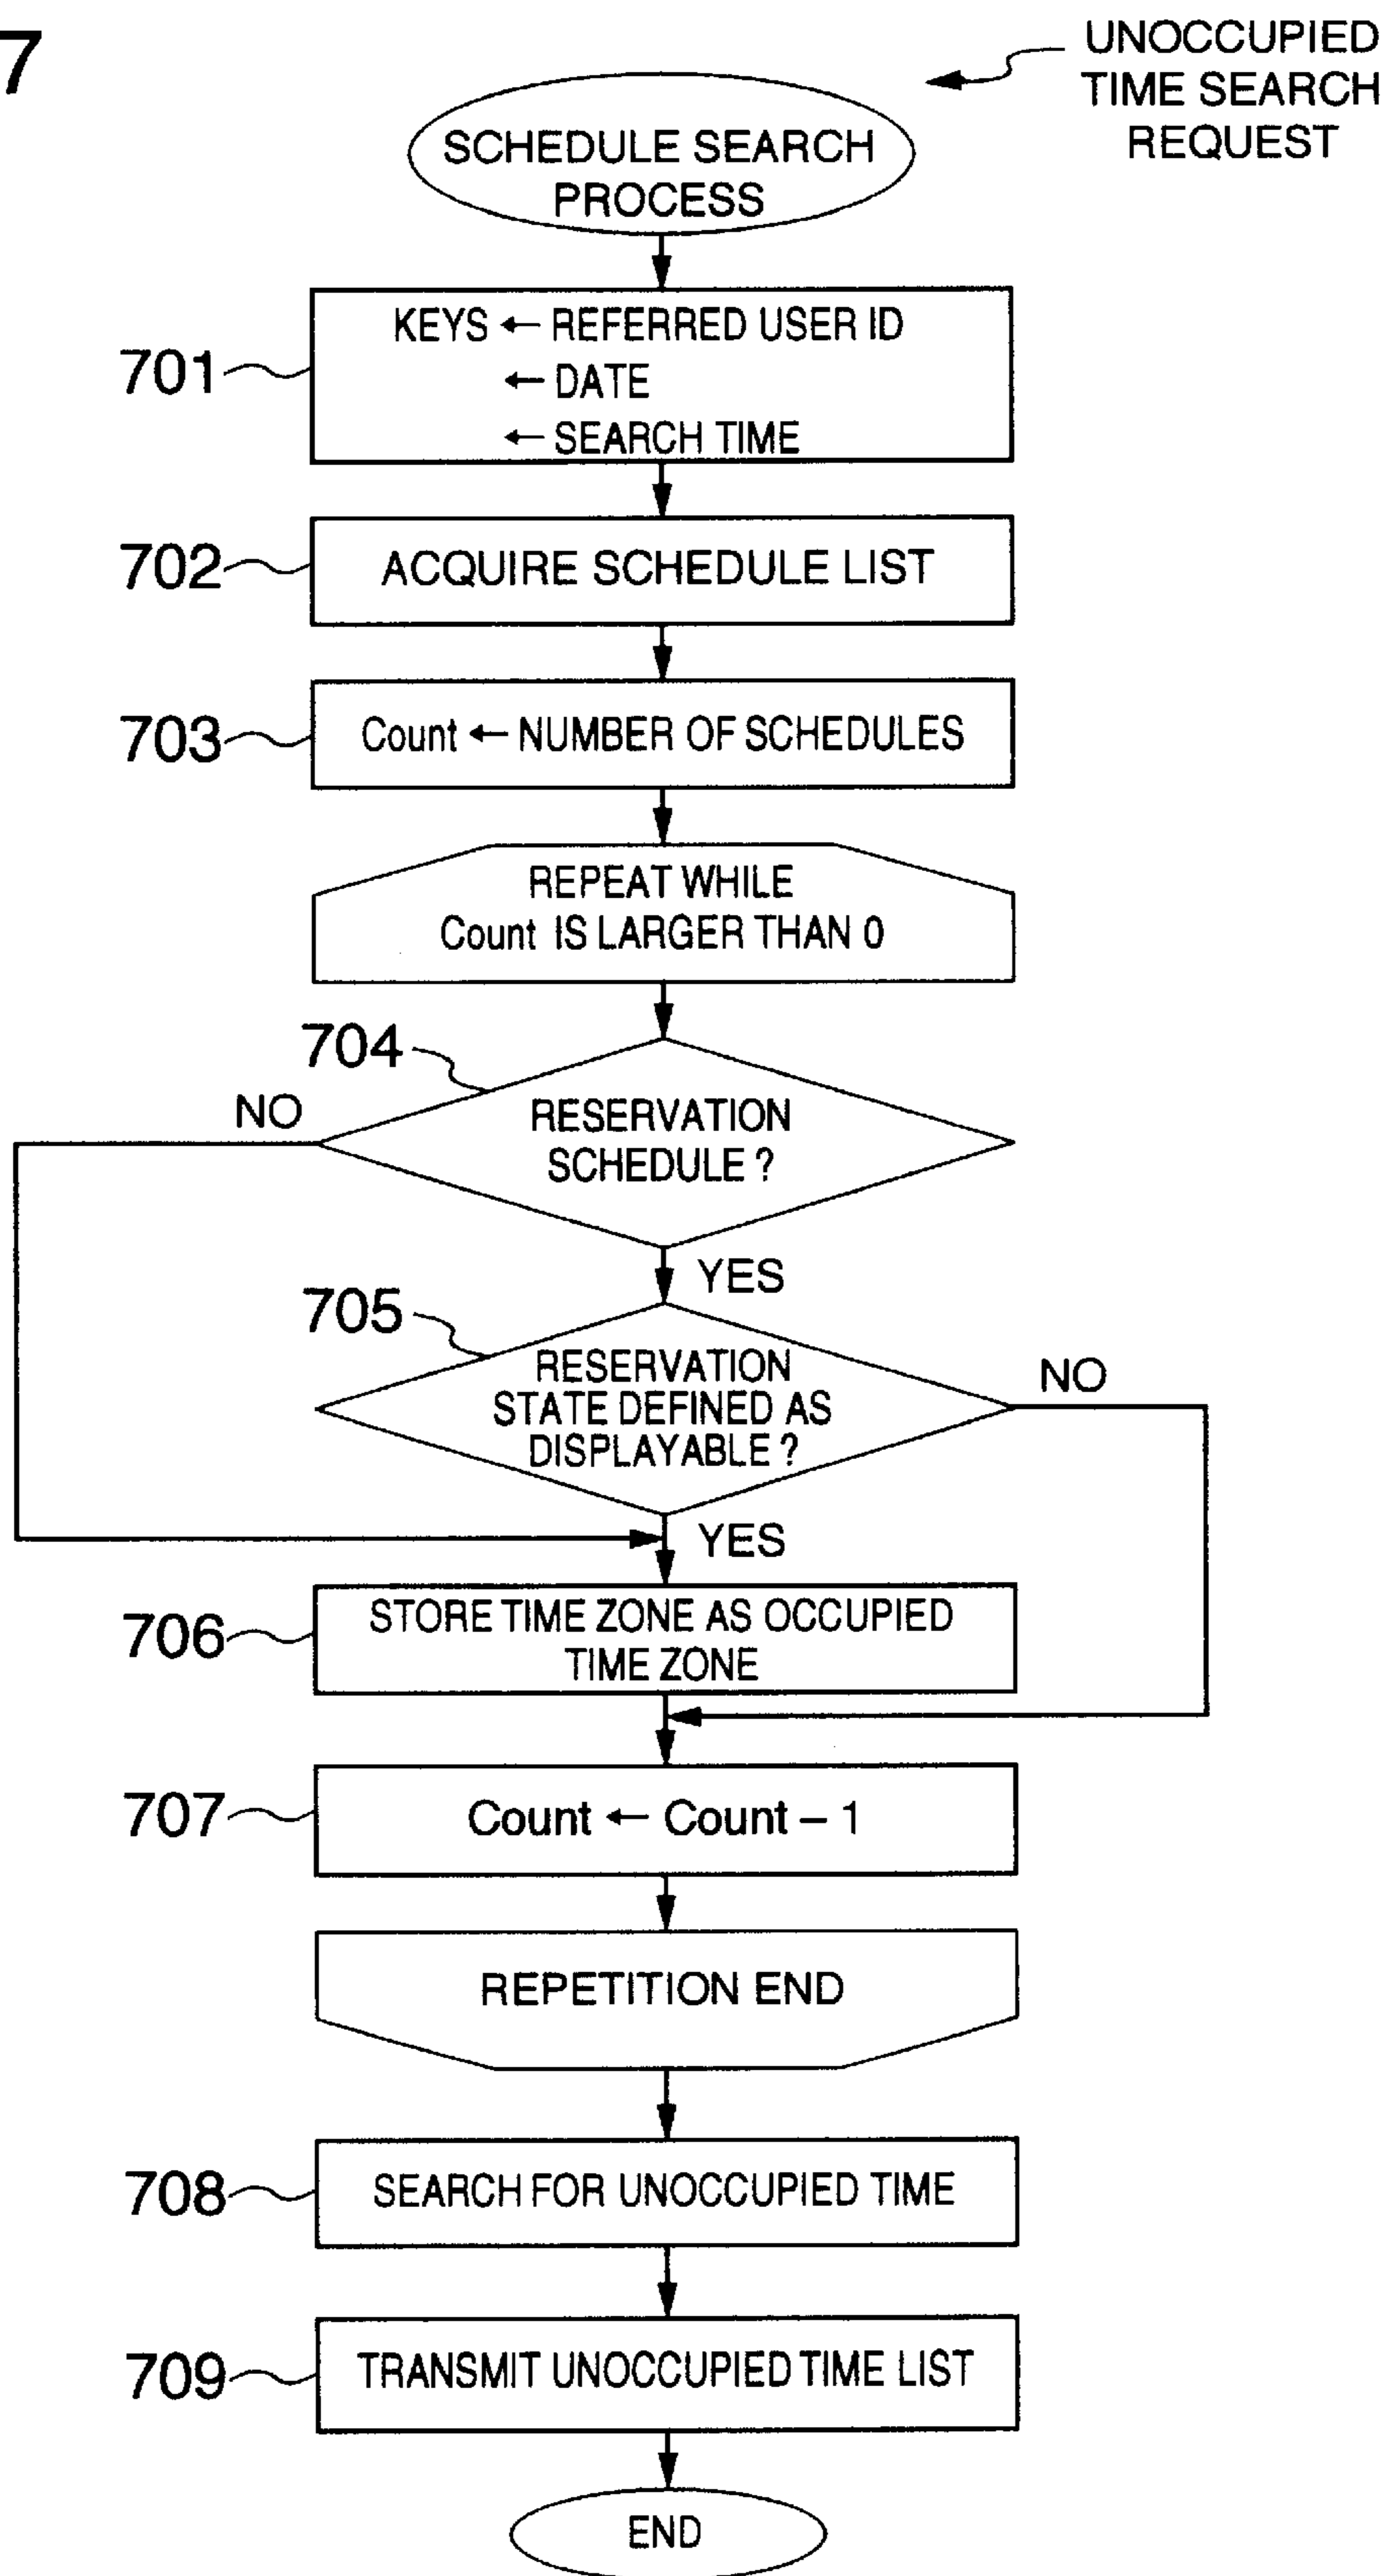 7
UNOCCUPIED
TIME SEARCH
REQUEST
SCHEDULE SEARCH
PROCESS
701
KEYS ← REFERRED USER ID
← DATE
← SEARCH TIME
702
ACQUIRE SCHEDULE LIST
703
Count ← NUMBER OF SCHEDULES
REPEAT WHILE
Count IS LARGER THAN 0
704
NO
RESERVATION
SCHEDULE ?
YES
705
RESERVATION
STATE DEFINED AS
DISPLAYABLE ?
NO
YES
706
STORE TIME ZONE AS OCCUPIED
TIME ZONE
707
Count ← Count – 1
REPETITION END
708
SEARCH FOR UNOCCUPIED TIME
709
TRANSMIT UNOCCUPIED TIME LIST
END